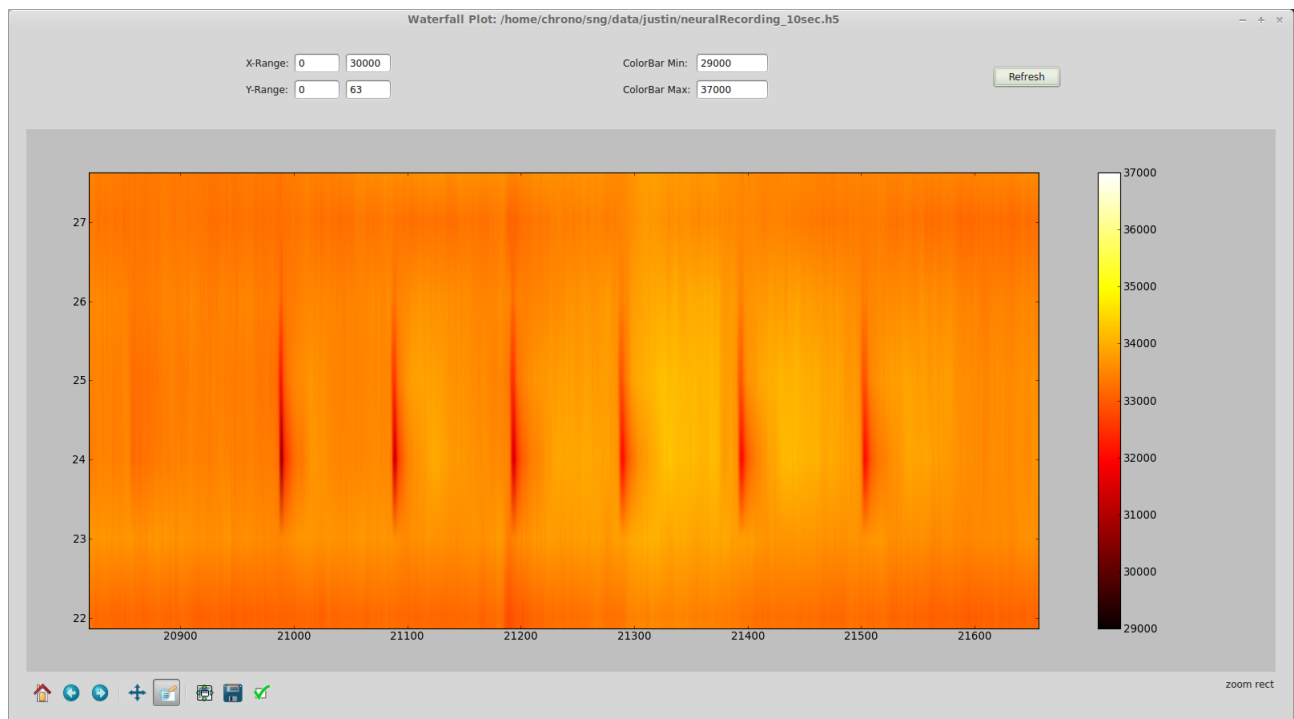 Waterfall Plot: /home/chrono/sng/data/justin/neuralRecording_10sec.h5
X-Range: 0 30000 ColorBar Min: 29000
Refresh
Y-Range: 0 63 ColorBar Max: 37000
37000
27
36000
26
35000
34000
25
33000
24
32000
31000
23
30000
22
29000
20900 21000 21100 21200 21300 21400 21500 21600
zoom rect